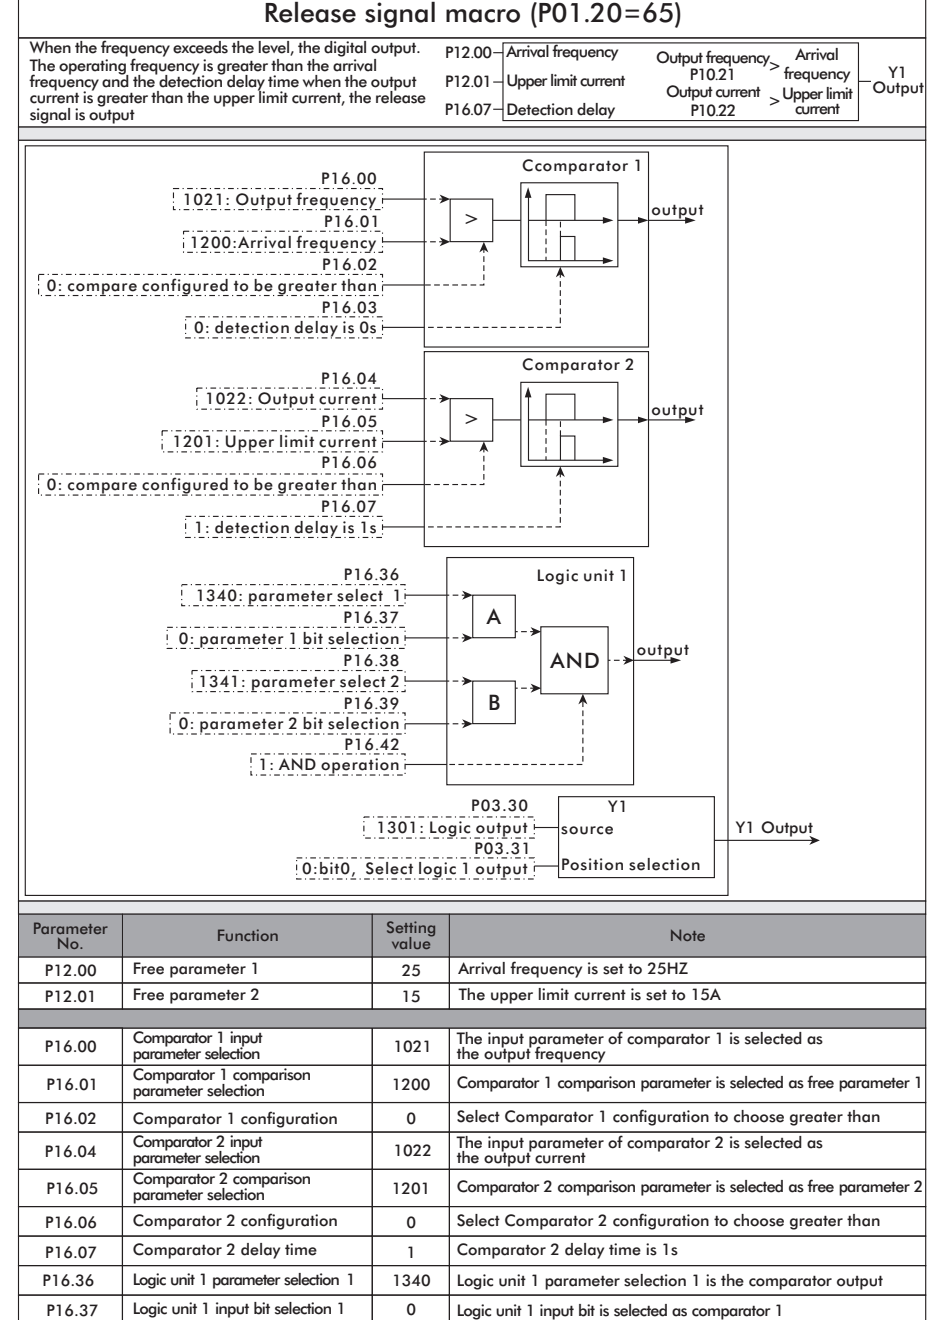 Release signal macro (P01.20=65)
When the frequency exceeds the level, the digital output.
The operating frequency is greater than the arrival
frequency and the detection delay time when the output
current is greater than the upper limit current, the release
signal is output
P12.00 Arrival frequency
P12.01 Upper limit current
P16.07 Detection delay
Output frequency > Arrival
P10.21 frequency
Output current > Upper limit
P10.22 current
Y1
Output
Ccomparator 1
P16.00
1021: Output frequency
P16.01
1200:Arrival frequency
P16.02
0: compare configured to be greater than
P16.03
0: detection delay is 0s
>
output
Comparator 2
P16.04
1022: Output current
P16.05
1201: Upper limit current
P16.06
0: compare configured to be greater than
P16.07
1: detection delay is 1s
>
output
Logic unit 1
P16.36
1340: parameter select 1
P16.37
0: parameter 1 bit selection
P16.38
1341: parameter select 2
P16.39
0: parameter 2 bit selection
P16.42
1: AND operation
A
B
AND
output
P03.30
1301: Logic output
P03.31
0:bit0, Select logic 1 output
Y1
source
Position selection
Y1 Output
Parameter No. Function Setting value Note
P12.00 Free parameter 1 25 Arrival frequency is set to 25HZ
P12.01 Free parameter 2 15 The upper limit current is set to 15A
P16.00 Comparator 1 input parameter selection 1021 The input parameter of comparator 1 is selected as the output frequency
P16.01 Comparator 1 comparison parameter selection 1200 Comparator 1 comparison parameter is selected as free parameter 1
P16.02 Comparator 1 configuration 0 Select Comparator 1 configuration to choose greater than
P16.04 Comparator 2 input parameter selection 1022 The input parameter of comparator 2 is selected as the output current
P16.05 Comparator 2 comparison parameter selection 1201 Comparator 2 comparison parameter is selected as free parameter 2
P16.06 Comparator 2 configuration 0 Select Comparator 2 configuration to choose greater than
P16.07 Comparator 2 delay time 1 Comparator 2 delay time is 1s
P16.36 Logic unit 1 parameter selection 1 1340 Logic unit 1 parameter selection 1 is the comparator output
P16.37 Logic unit 1 input bit selection 1 0 Logic unit 1 input bit is selected as comparator 1